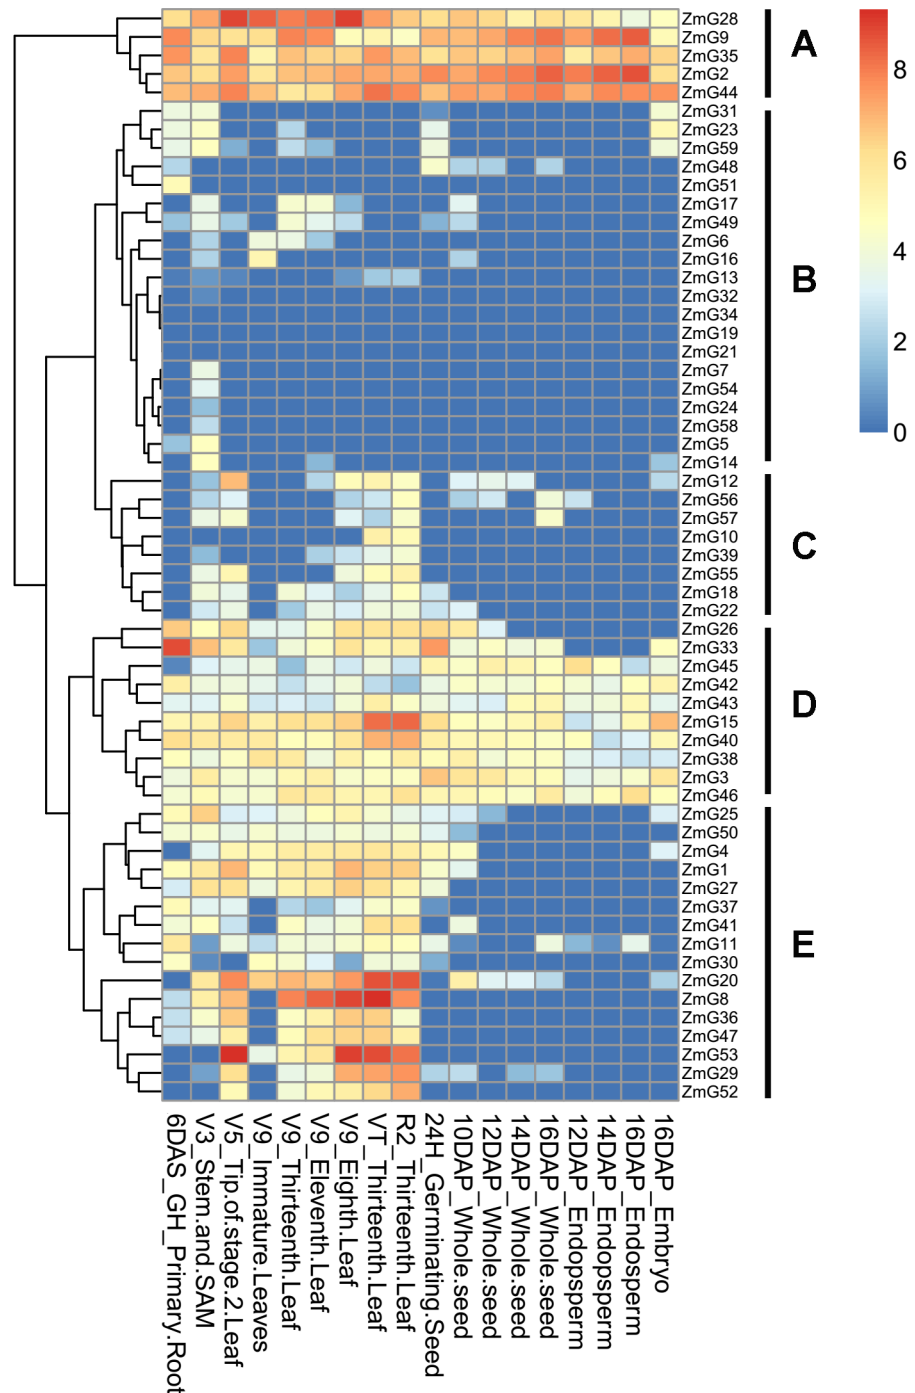 ZmG28
ZmG9
ZmG35
ZmG2
ZmG44
A
ZmG31
ZmG23
ZmG59
ZmG48
ZmG51
ZmG17
ZmG49
ZmG6
ZmG16
ZmG13
ZmG32
ZmG34
ZmG19
ZmG21
ZmG7
ZmG54
ZmG24
ZmG58
ZmG5
ZmG14
B
ZmG12
ZmG56
ZmG57
ZmG10
ZmG39
ZmG55
ZmG18
ZmG22
C
ZmG26
ZmG33
ZmG45
ZmG42
ZmG43
ZmG15
ZmG40
ZmG38
ZmG3
ZmG46
D
ZmG25
ZmG50
ZmG4
ZmG1
ZmG27
ZmG37
ZmG41
ZmG11
ZmG30
ZmG20
ZmG8
ZmG36
ZmG47
ZmG53
ZmG29
ZmG52
E
8
6
4
2
0
6DAS_GH_Primary.Root
V3_Stem.and.SAM
V5_Tip.of.stage.2.Leaf
V9_Immature.Leaves
V9_Thirteenth.Leaf
V9_Eleventh.Leaf
V9_Eighth.Leaf
VT_Thirteenth.Leaf
R2_Thirteenth.Leaf
24H_Germinating.Seed
10DAP_Whole.seed
12DAP_Whole.seed
14DAP_Whole.seed
16DAP_Whole.seed
12DAP_Endopsperm
14DAP_Endopsperm
16DAP_Endosperm
16DAP_Embryo